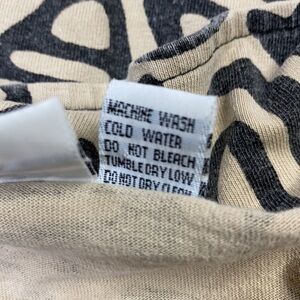 MACHINE WASH
COLD WATER
DO NOT BLEACH
TUMBLE DRY LOW
DO NOT DRY CLEAN